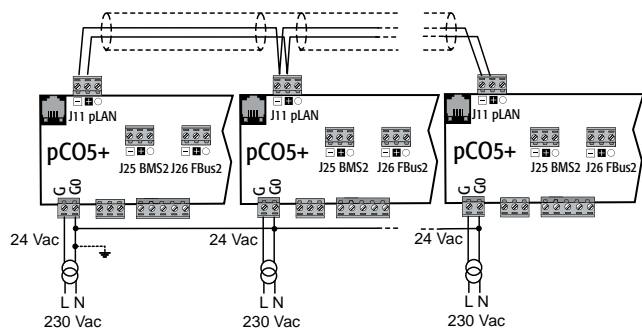 J11 pLAN
J11 pLAN
J11 pLAN
pCO5+
J25 BMS2
J26 FBus2
pCO5+
J25 BMS2
J26 FBus2
pCO5+
J25 BMS2
J26 FBus2
G
G0
G
G0
G
G0
24 Vac
24 Vac
24 Vac
L N
L N
L N
230 Vac
230 Vac
230 Vac